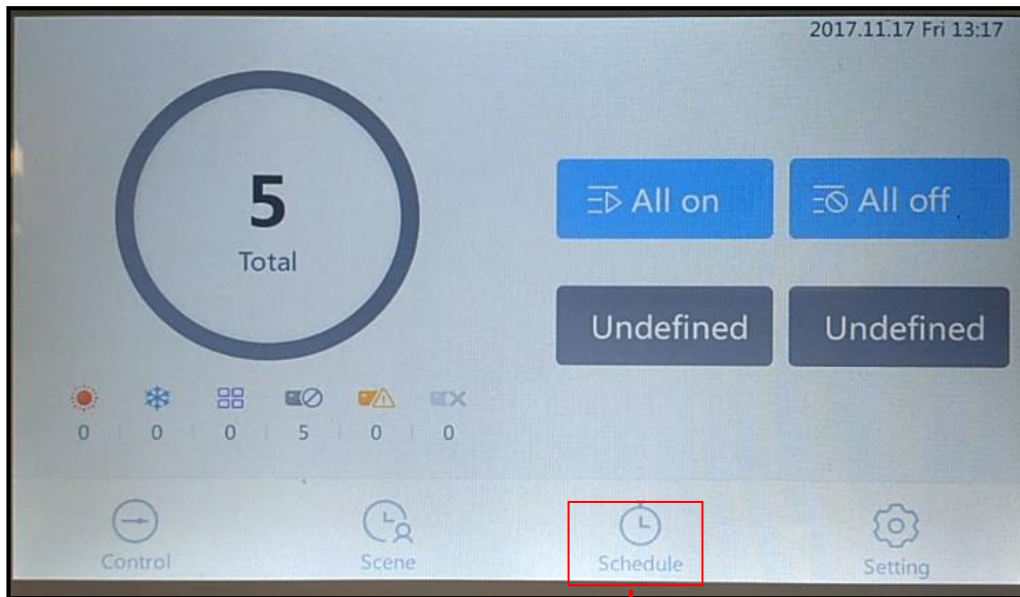 2017.11.17 Fri 13:17
5
Total
All on
All off
Undefined
Undefined
0 0 0 5 0 0
Control
Scene
Schedule
Setting